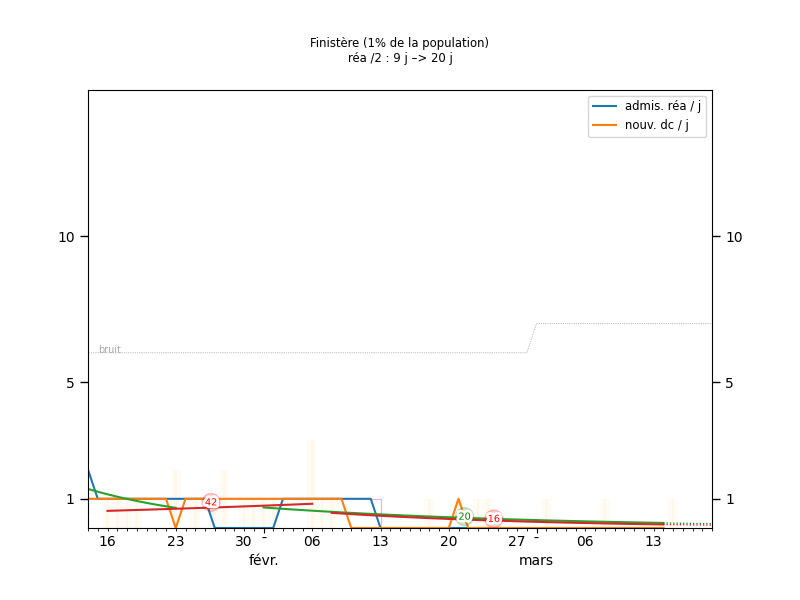 Finistère (1% de la population)
réa /2 : 9 j –> 20 j
admis. réa / j
nouv. dc / j
10 10
bruit
5 5
42
1 1
20 16
16 23 30 - 06 13 20 27 - 06 13
févr. mars